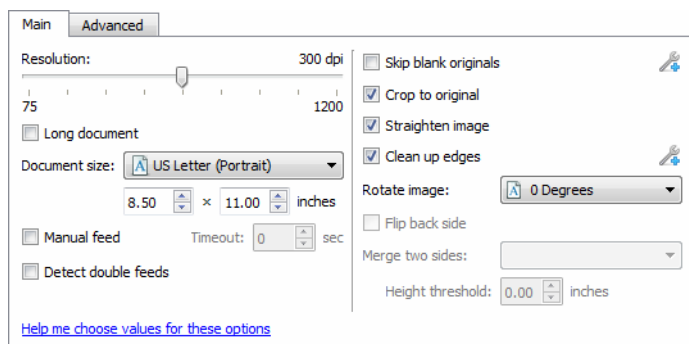 Main
Advanced
Resolution: 300 dpi
75 1200
Long document
Document size: US Letter (Portrait)
8.50 × 11.00 inches
Manual feed Timeout: 0 sec
Detect double feeds
Help me choose values for these options
Skip blank originals
Crop to original
Straighten image
Clean up edges
Rotate image: 0 Degrees
Flip back side
Merge two sides:
Height threshold: 0.00 inches